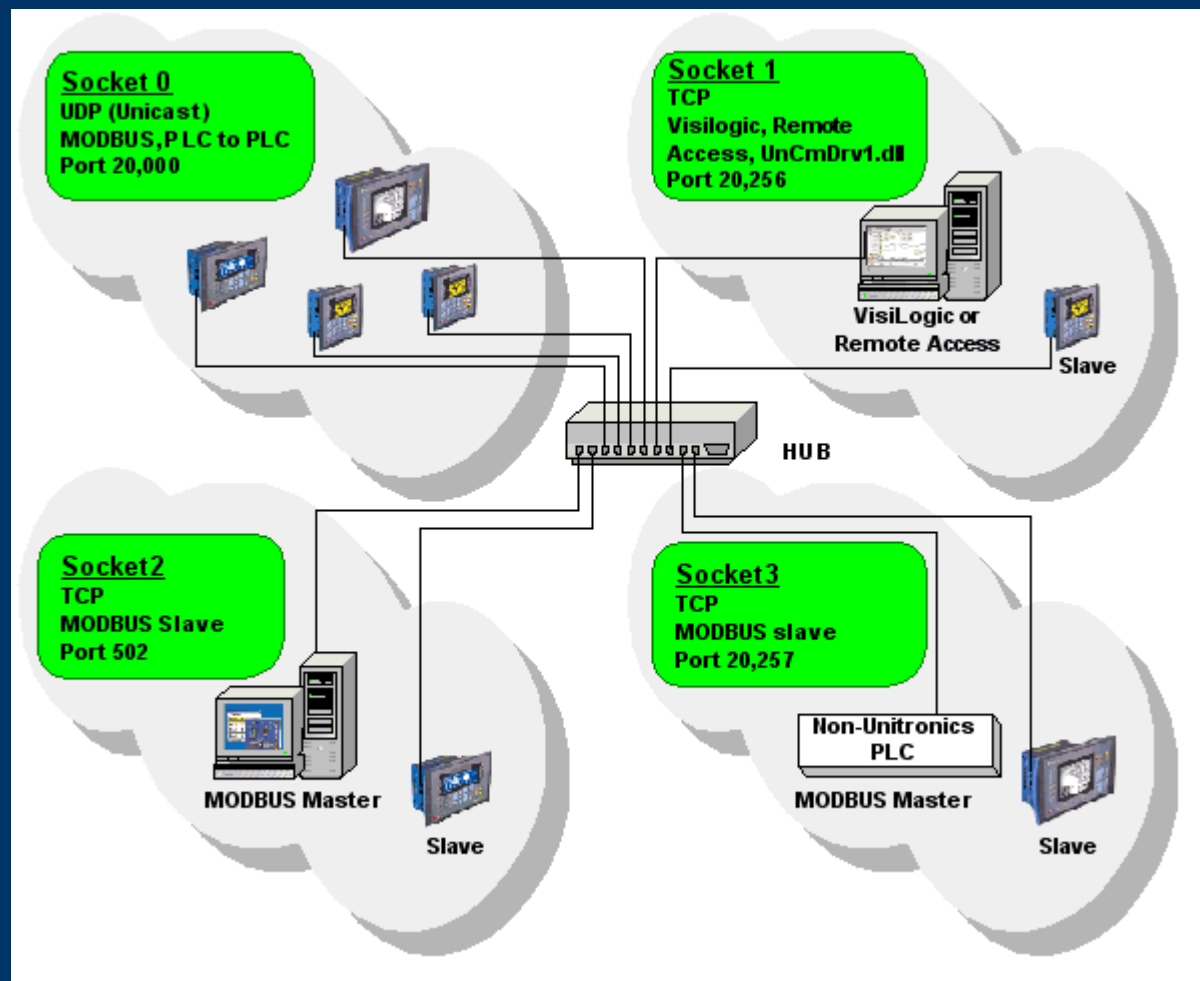 Socket 0
UDP (Unicast)
MODBUS, PLC to PLC
Port 20,000
Socket 1
TCP
Visilogic, Remote
Access, UnCmDrv1.dll
Port 20,256
VisiLogic or
Remote Access
Slave
HUB
Socket2
TCP
MODBUS Slave
Port 502
MODBUS Master
Slave
Socket3
TCP
MODBUS slave
Port 20,257
Non-Unitronics
PLC
MODBUS Master
Slave